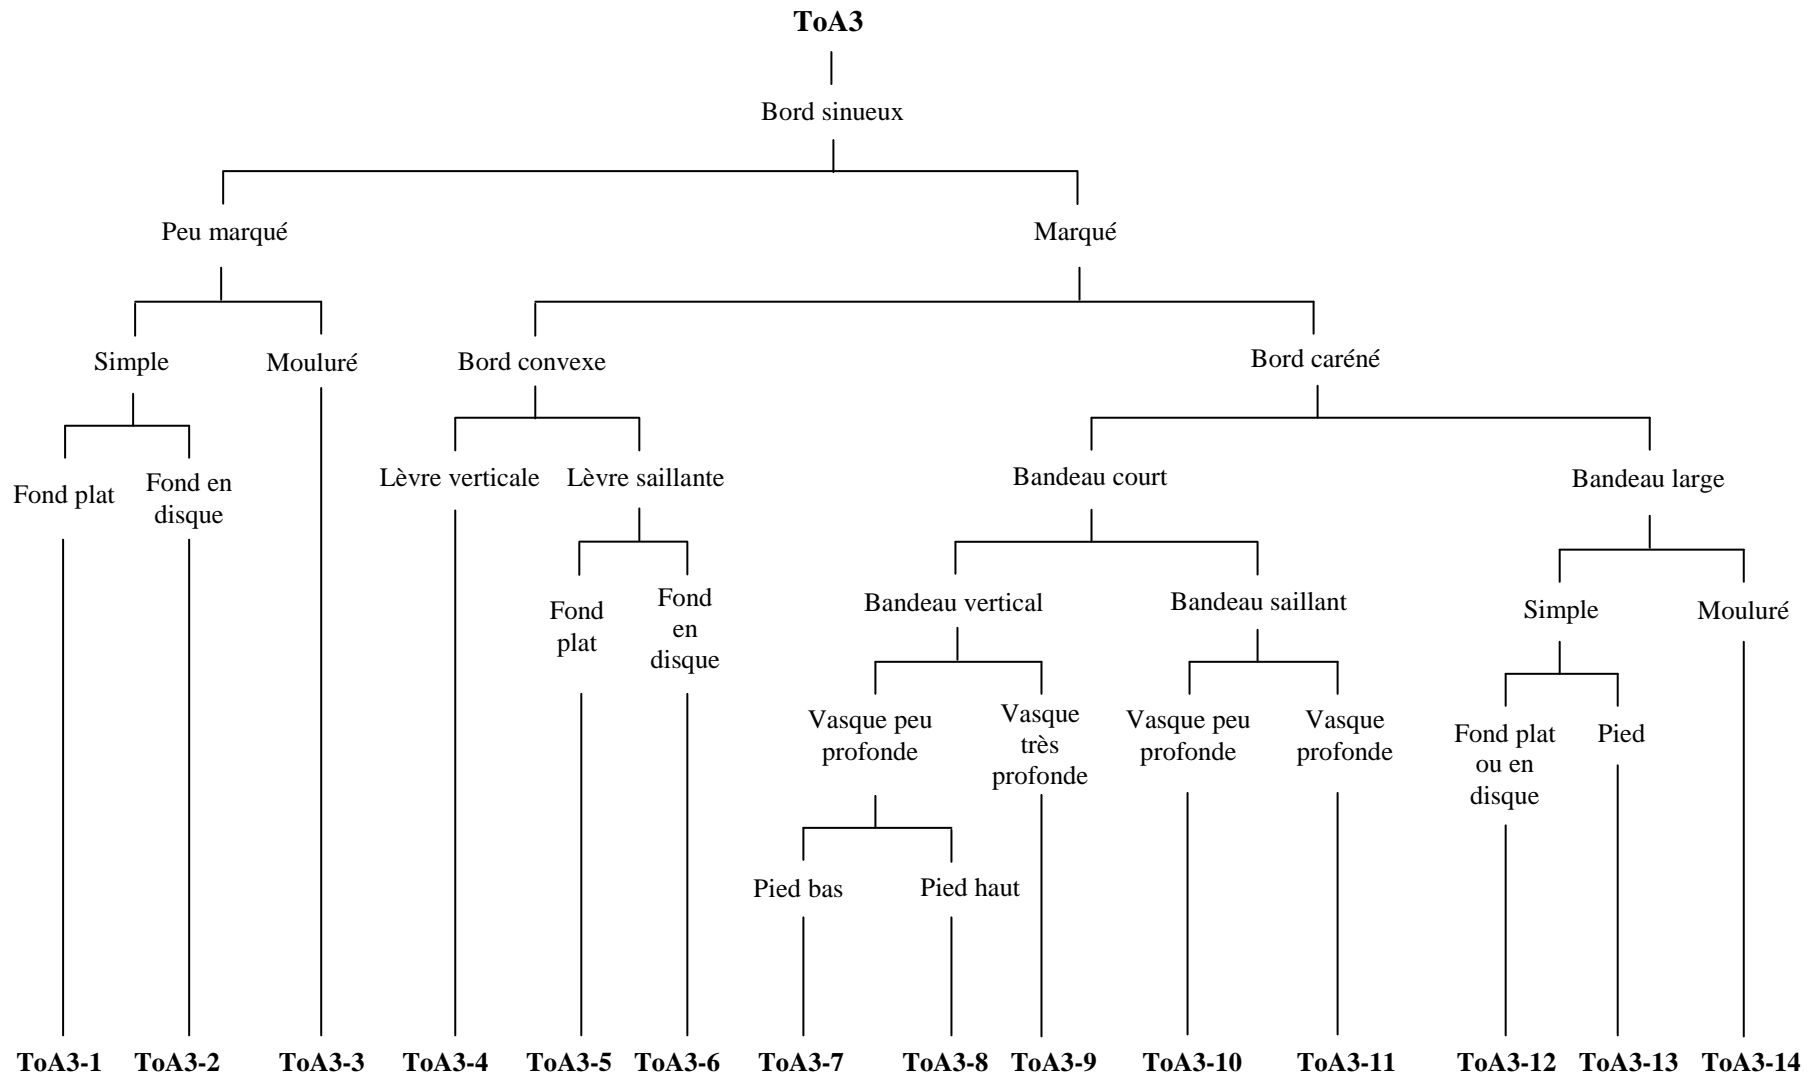 ToA3
Bord sinueux
Peu marqué
Marqué
Simple
Mouluré
Bord convexe
Bord caréné
Fond plat
Fond en
disque
Lèvre verticale
Lèvre saillante
Bandeau court
Bandeau large
Fond
plat
Fond
en
disque
Bandeau vertical
Bandeau saillant
Simple
Mouluré
Vasque peu
profonde
Vasque
très
profonde
Vasque peu
profonde
Vasque
profonde
Fond plat
ou en
disque
Pied
Pied bas
Pied haut
ToA3-1
ToA3-2
ToA3-3
ToA3-4
ToA3-5
ToA3-6
ToA3-7
ToA3-8
ToA3-9
ToA3-10
ToA3-11
ToA3-12
ToA3-13
ToA3-14